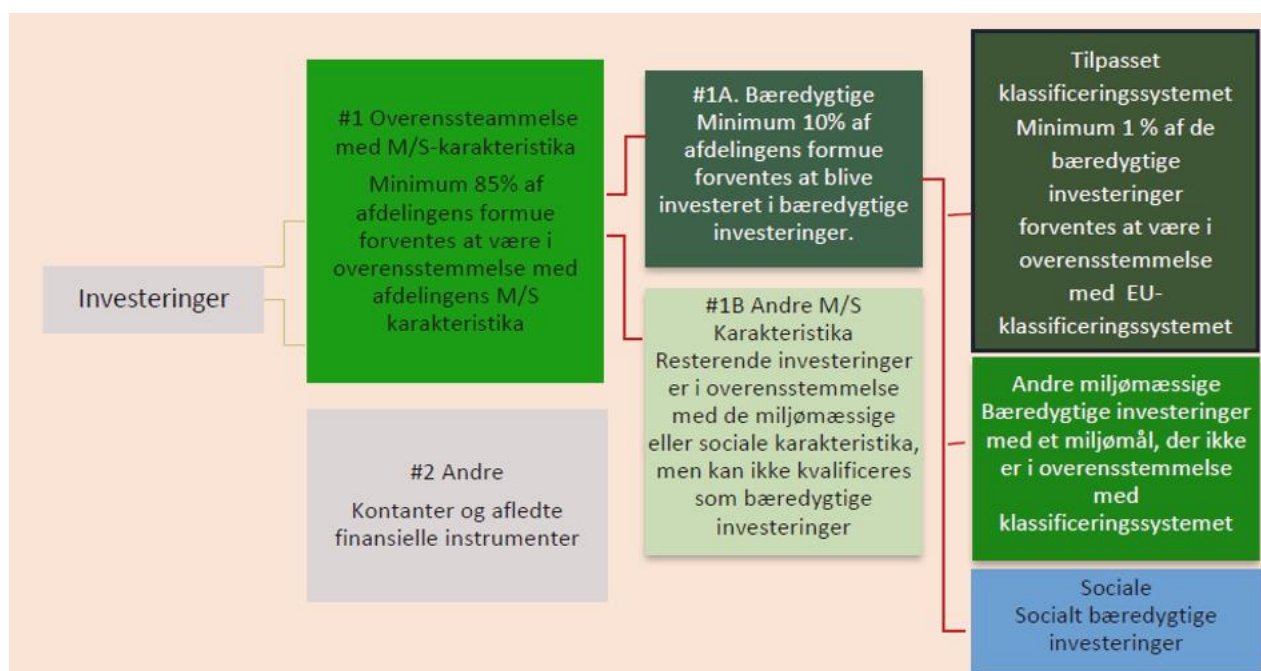 Investeringer
#1 Overenssteammelse
med M/S-karakteristika
Minimum 85% af
afdelingens formue
forventes at være i
overensstemmelse med
afdelingens M/S
karakteristika
#2 Andre
Kontanter og afledte
finansielle instrumenter
#1A. Bæredygtige
Minimum 10% af
afdelingens formue
forventes at blive
investeret i bæredygtige
investeringer.
#1B Andre M/S
Karakteristika
Resterende investeringer
er i overensstemmelse
med de miljømæssige
eller sociale karakteristika,
men kan ikke kvalificeres
som bæredygtige
investeringer
Tilpasset
klassificeringssystemet
Minimum 1 % af de
bæredygtige
investeringer
forventes at være i
overensstemmelse
med EU-
klassificeringssystemet
Andre miljømæssige
Bæredygtige investeringer
med et miljømål, der ikke
er i overensstemmelse
med
klassificeringssystemet
Sociale
Socialt bæredygtige
investeringer